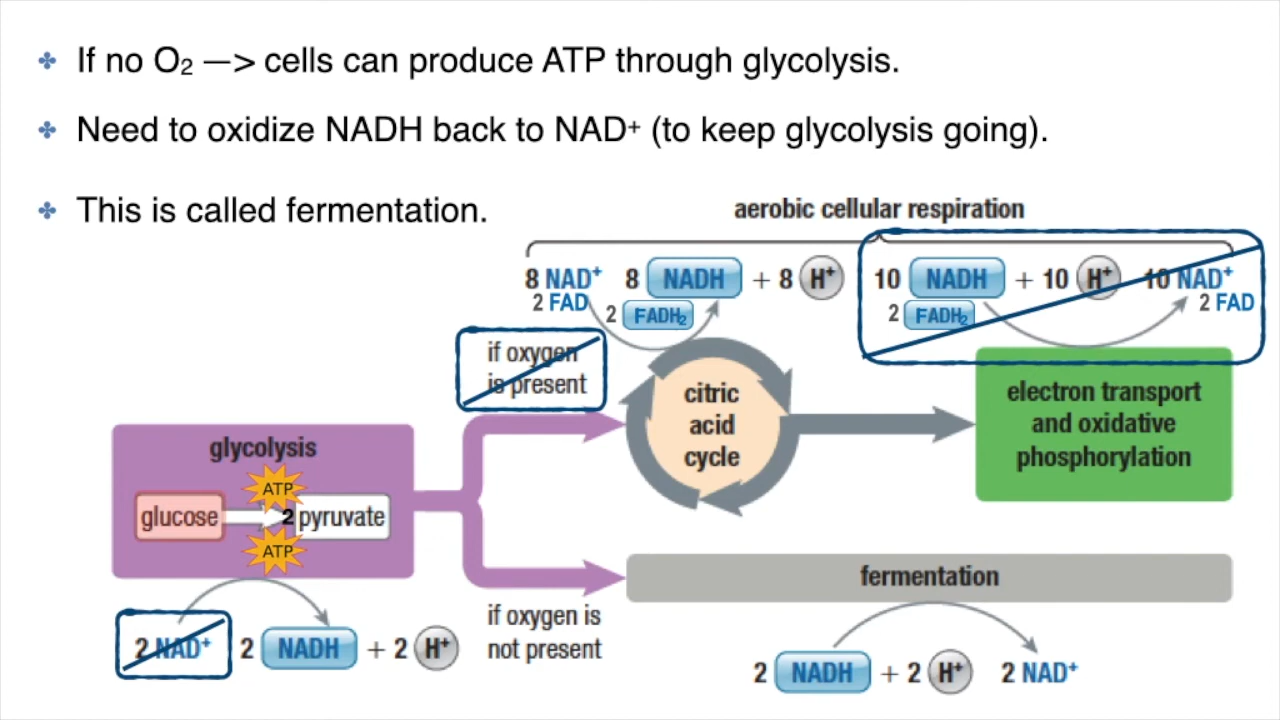 If no O₂ —> cells can produce ATP through glycolysis.
Need to oxidize NADH back to NAD⁺ (to keep glycolysis going).
This is called fermentation.
aerobic cellular respiration
8 NAD⁺ 8 NADH + 8 H⁺ 10 NADH + 10 H⁺ 10 NAD⁺
2 FAD 2 FADH₂ 2 FADH₂ 2 FAD
if oxygen
is present
citric
acid
cycle
electron transport
and oxidative
phosphorylation
glycolysis
ATP
glucose 2 pyruvate
ATP
fermentation
if oxygen is
not present
2 NAD⁺ 2 NADH + 2 H⁺
2 NADH + 2 H⁺ 2 NAD⁺